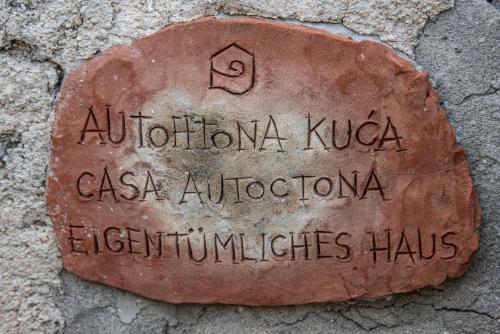 AUTOHTONA KUĆA
CASA AUTOCTONA
EIGENTÜMLICHES HAUS